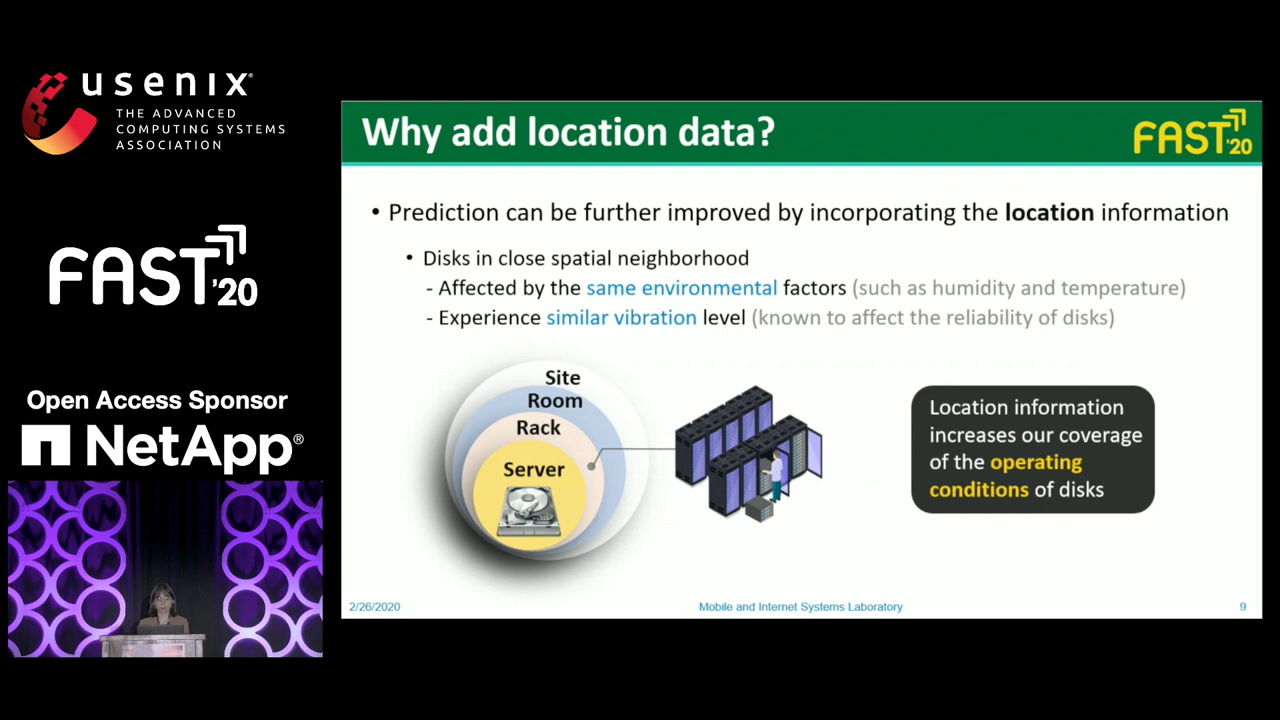 usenix®
THE ADVANCED
COMPUTING SYSTEMS
ASSOCIATION
FAST'20
Open Access Sponsor
NetApp®
Why add location data?
FAST'20
• Prediction can be further improved by incorporating the location information
• Disks in close spatial neighborhood
- Affected by the same environmental factors (such as humidity and temperature)
- Experience similar vibration level (known to affect the reliability of disks)
Site
Room
Rack
Server
Location information
increases our coverage
of the operating
conditions of disks
2/26/2020
Mobile and Internet Systems Laboratory
9